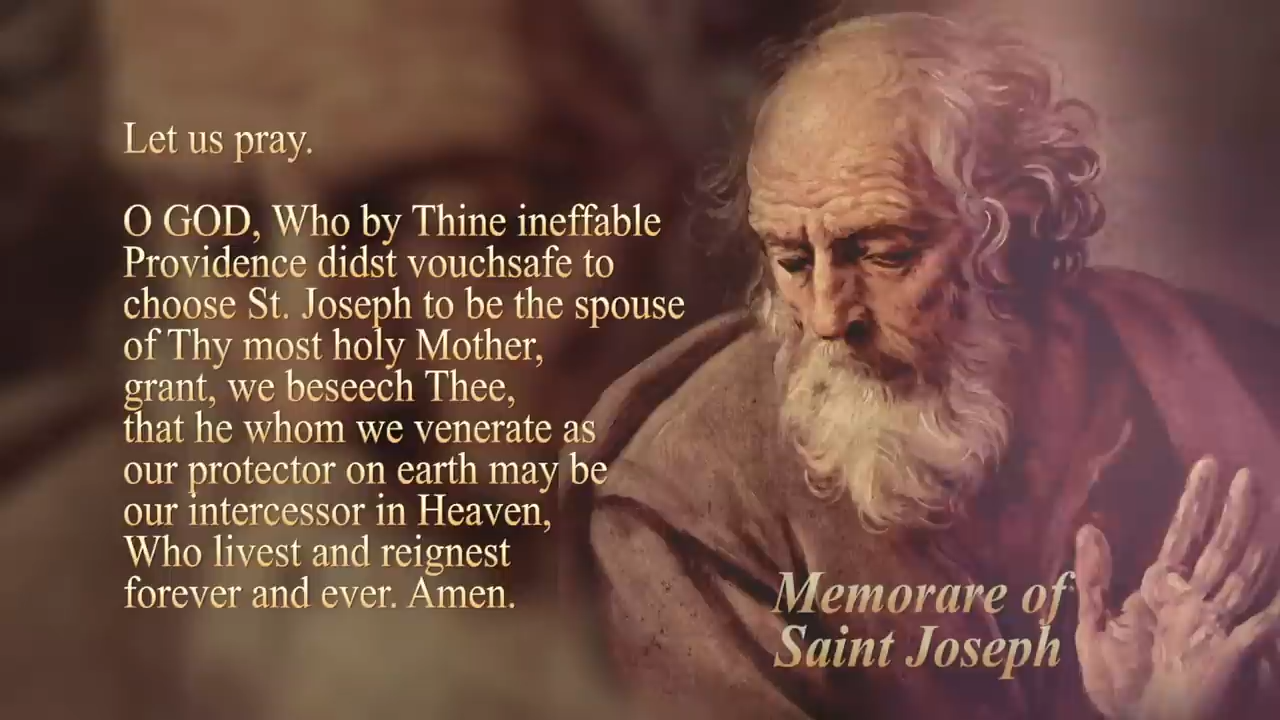 Let us pray.
O GOD, Who by Thine ineffable
Providence didst vouchsafe to
choose St. Joseph to be the spouse
of Thy most holy Mother,
grant, we beseech Thee,
that he whom we venerate as
our protector on earth may be
our intercessor in Heaven,
Who livest and reignest
forever and ever. Amen.
Memorare of
Saint Joseph